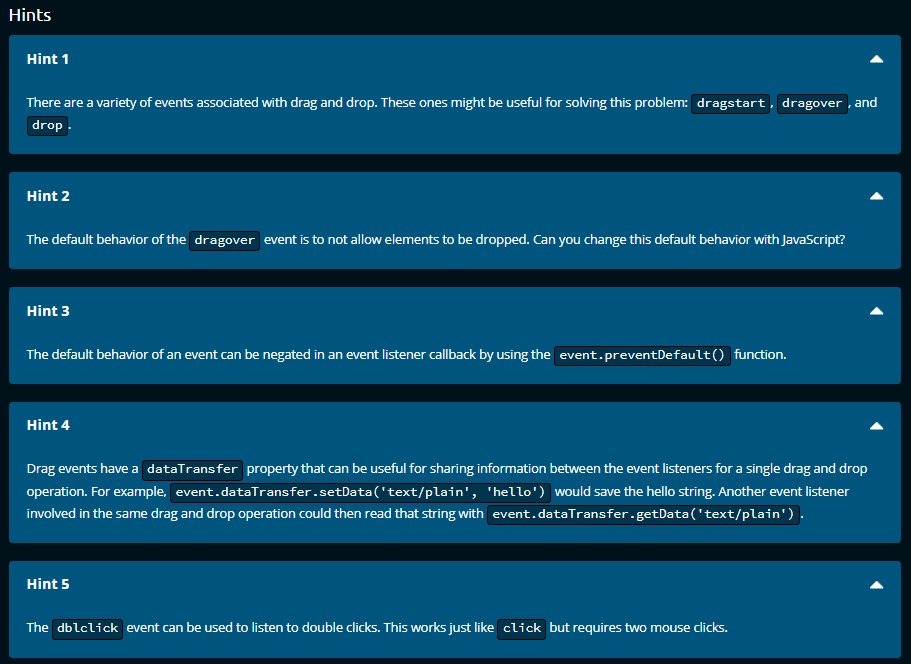 Hints
Hint 1
There are a variety of events associated with drag and drop. These ones might be useful for solving this problem: dragstart, dragover, and
drop.
Hint 2
The default behavior of the dragover event is to not allow elements to be dropped. Can you change this default behavior with JavaScript?
Hint 3
The default behavior of an event can be negated in an event listener callback by using the event.preventDefault() function.
Hint 4
Drag events have a dataTransfer property that can be useful for sharing information between the event listeners for a single drag and drop
operation. For example, event.dataTransfer.setData('text/plain', 'hello') would save the hello string. Another event listener
involved in the same drag and drop operation could then read that string with event.dataTransfer.getData('text/plain').
Hint 5
The dblclick event can be used to listen to double clicks. This works just like click but requires two mouse clicks.